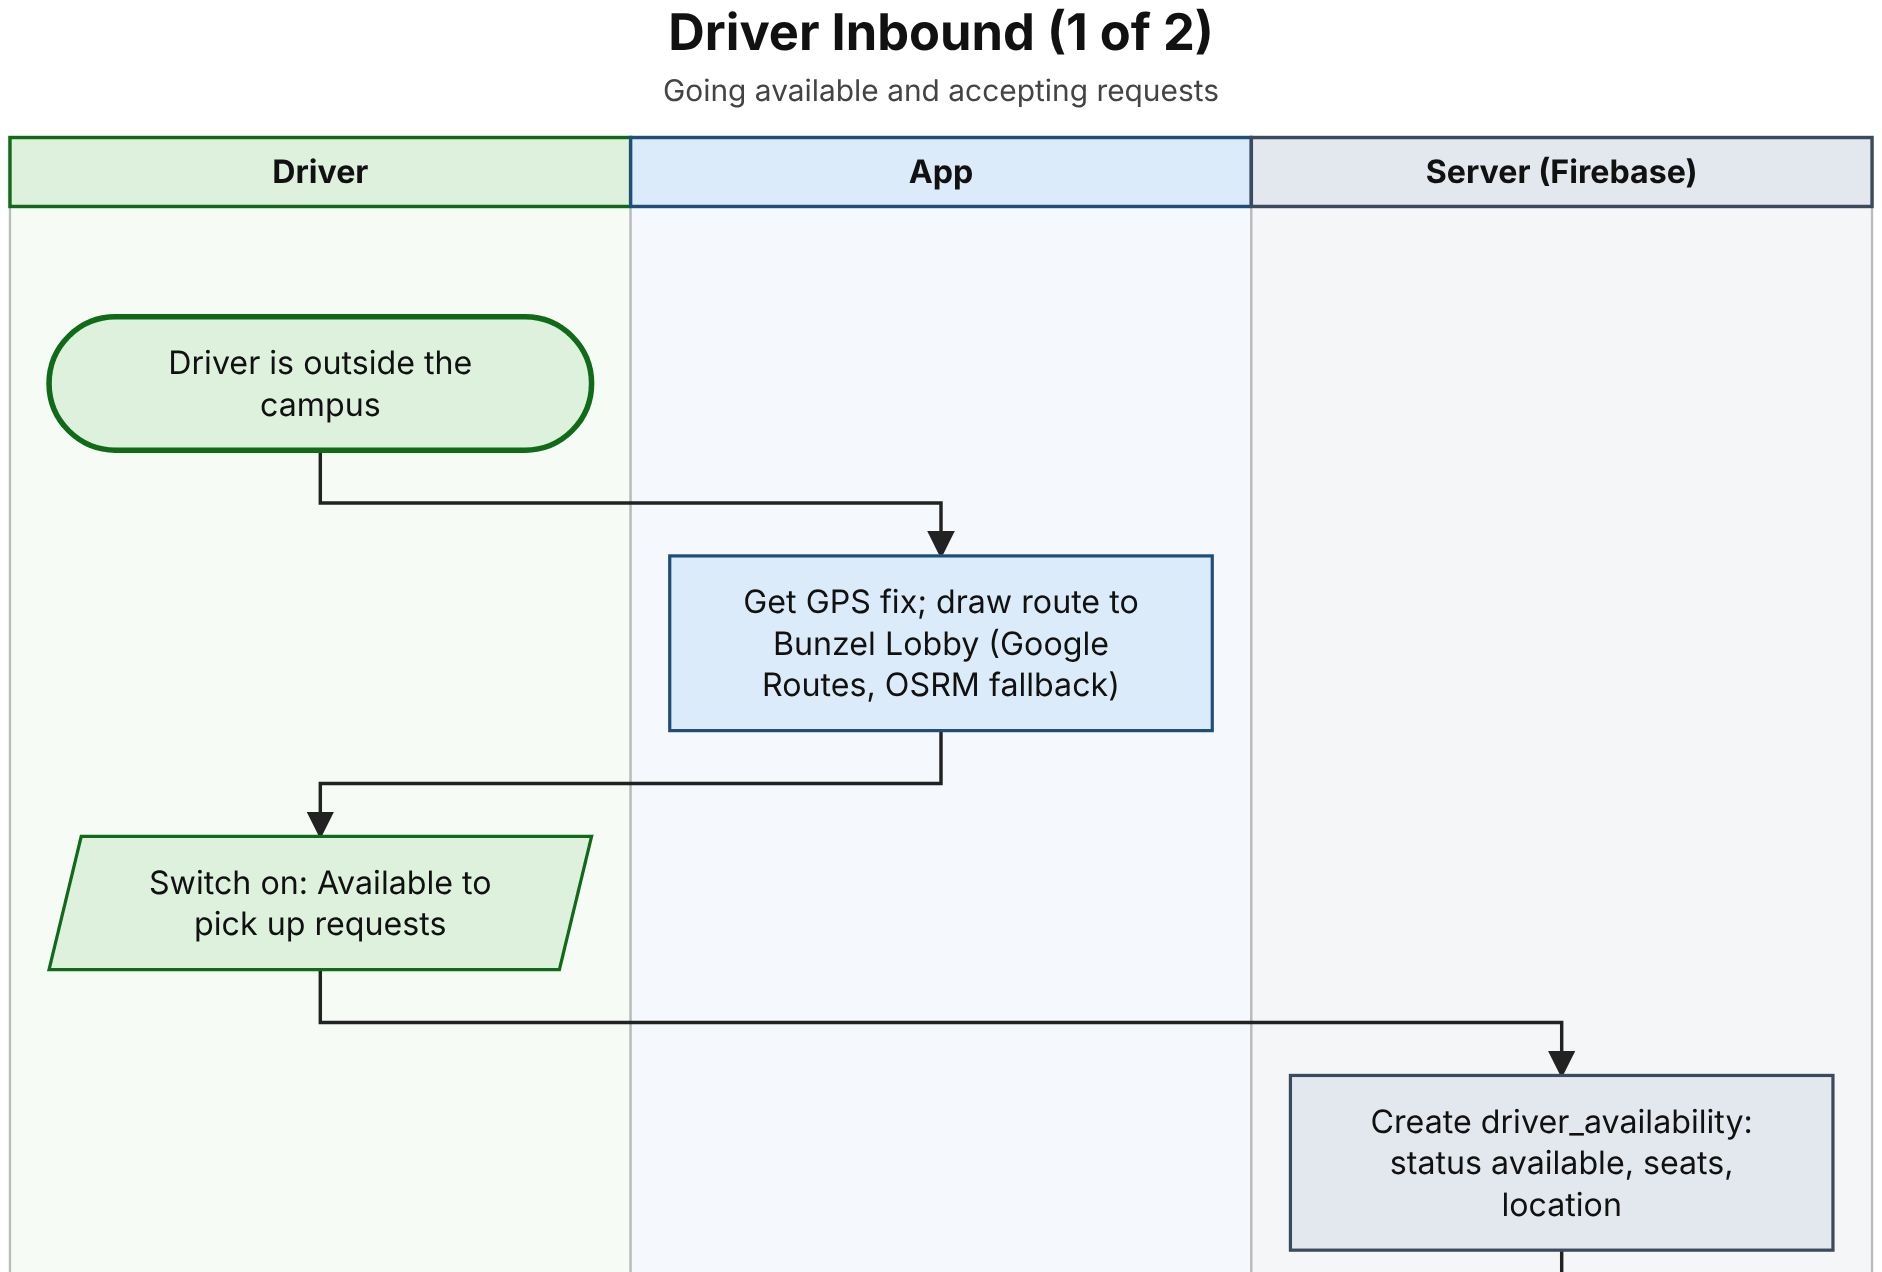 Driver Inbound (1 of 2)
Going available and accepting requests
Driver
App
Server (Firebase)
Driver is outside the
campus
Get GPS fix; draw route to
Bunzel Lobby (Google
Routes, OSRM fallback)
Switch on: Available to
pick up requests
Create driver_availability:
status available, seats,
location